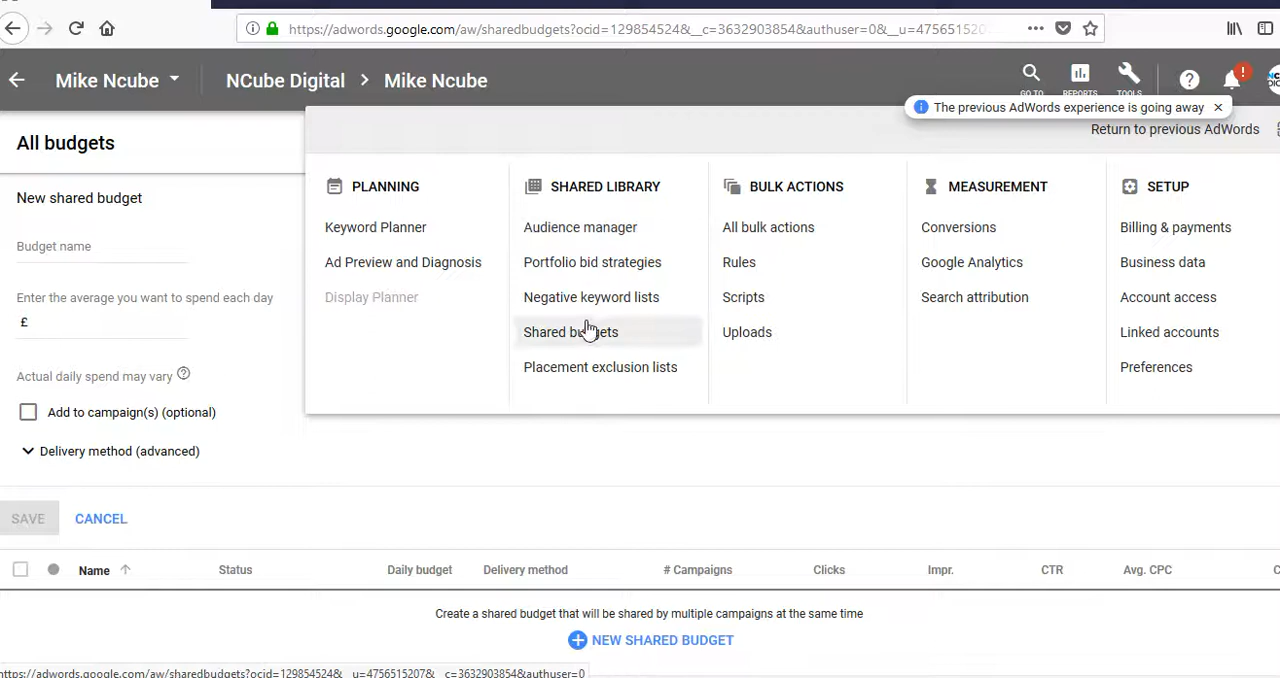 https://adwords.google.com/aw/sharedbudgets?ocid=129854524&__c=3632903854&authuser=0&__u=47565152
Mike Ncube
NCube Digital > Mike Ncube
GO TO REPORTS TOOLS
The previous AdWords experience is going away
Return to previous AdWords
All budgets
New shared budget
Budget name
Enter the average you want to spend each day
£
Actual daily spend may vary
Add to campaign(s) (optional)
Delivery method (advanced)
SAVE CANCEL
PLANNING
Keyword Planner
Ad Preview and Diagnosis
Display Planner
SHARED LIBRARY
Audience manager
Portfolio bid strategies
Negative keyword lists
Shared budgets
Placement exclusion lists
BULK ACTIONS
All bulk actions
Rules
Scripts
Uploads
MEASUREMENT
Conversions
Google Analytics
Search attribution
SETUP
Billing & payments
Business data
Account access
Linked accounts
Preferences
Name Status Daily budget Delivery method # Campaigns Clicks Impr. CTR Avg. CPC
Create a shared budget that will be shared by multiple campaigns at the same time
NEW SHARED BUDGET
https://adwords.google.com/aw/sharedbudgets?ocid=129854524&__u=4756515207&__c=3632903854&authuser=0